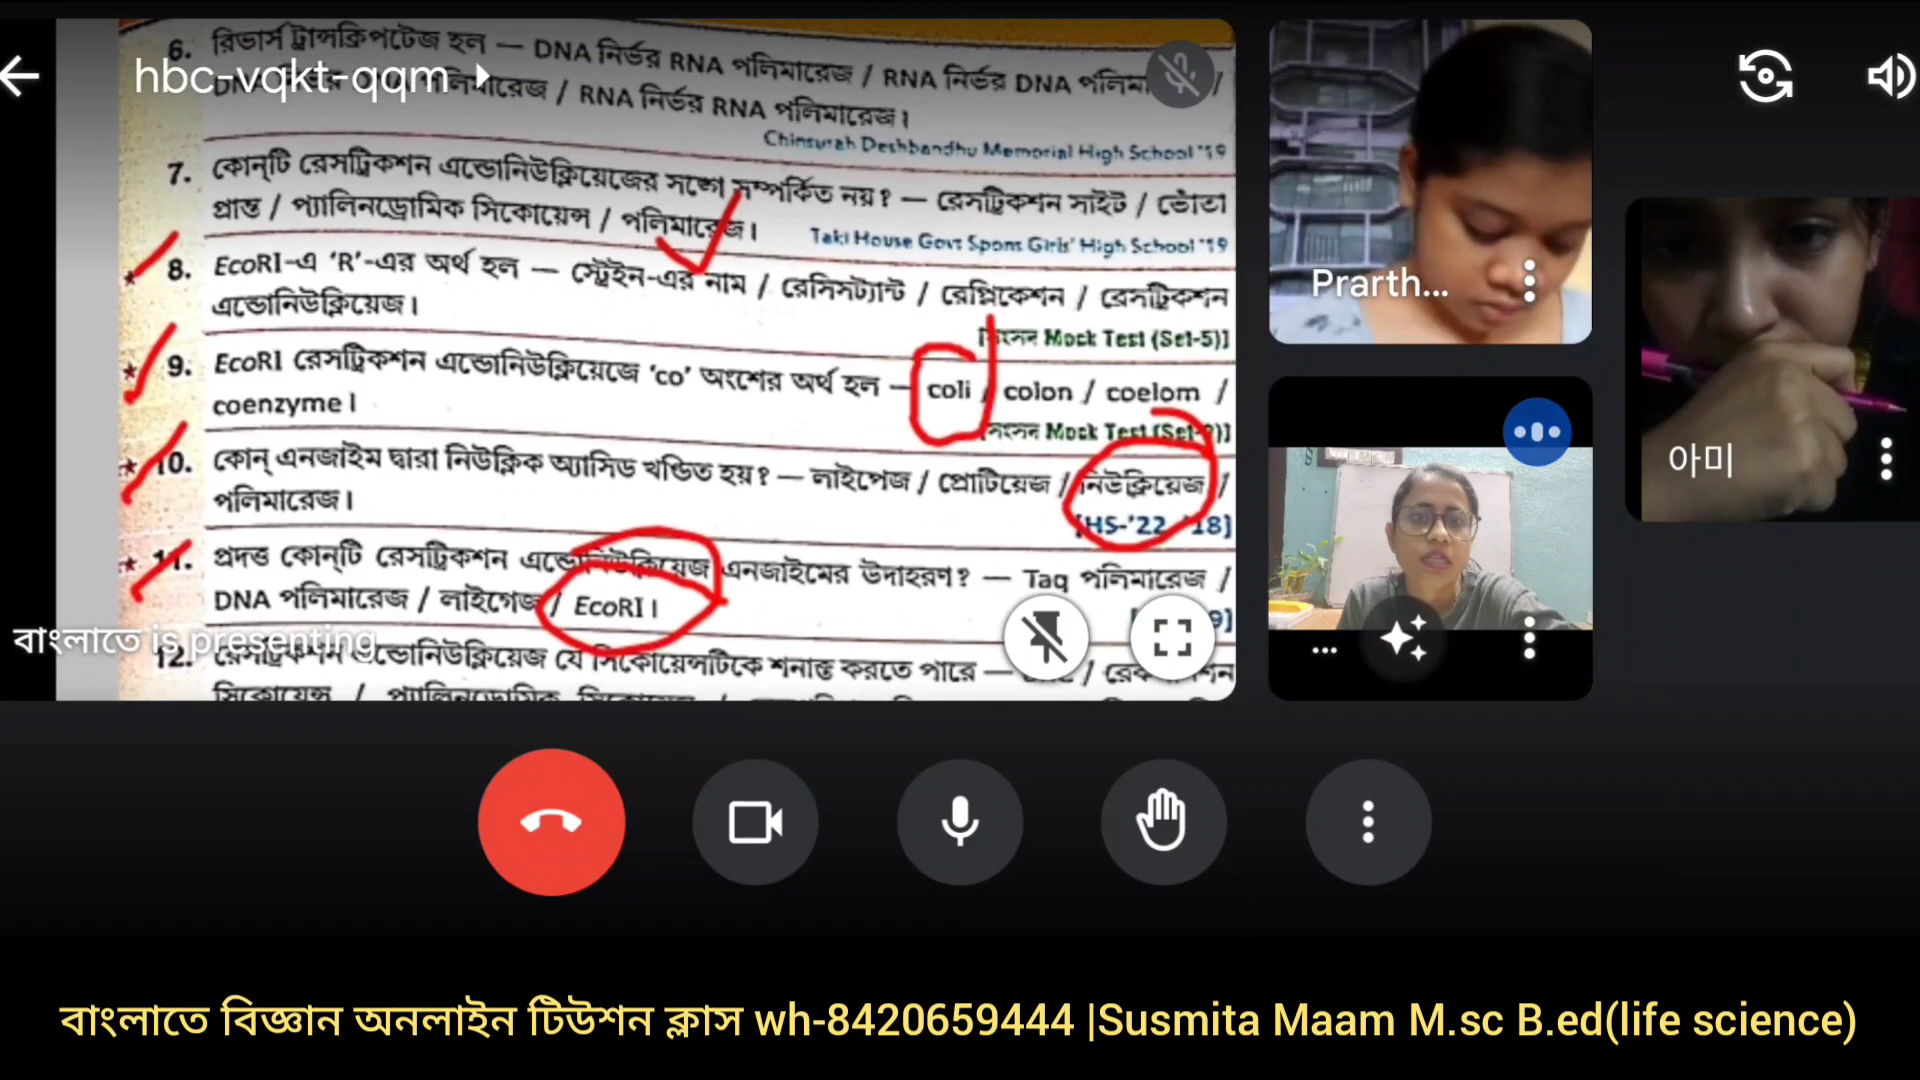 6. রিভার্স ট্রান্সক্রিপটেজ হল — DNA নির্ভর RNA পলিমারেজ / RNA নির্ভর DNA
hbc-vqkt-qqm
/ RNA নির্ভর RNA পলিমারেজ।
Chinsurah Deshbandhu Memorial High School '19
7. কোন্‌টি রেসট্রিকশন এন্ডোনিউক্লিয়েজের সঙ্গে সম্পর্কিত নয়? — রেসট্রিকশন সাইট / ভোঁতা
প্রান্ত / প্যালিনড্রোমিক সিকোয়েন্স / পলিমারেজ।
Taki House Govt Spons Girls' High School '19
8. EcoRI-এ 'R'-এর অর্থ হল — স্ট্রেইন-এর নাম / রেসিসট্যান্ট / রেপ্লিকেশন / রেসট্রিকশন
এন্ডোনিউক্লিয়েজ।
[সংসদ Mock Test (Set-5)]
9. EcoRI রেসট্রিকশন এন্ডোনিউক্লিয়েজে 'co' অংশের অর্থ হল — coli / colon / coelom /
coenzyme।
Mock Test
10. কোন্ এনজাইম দ্বারা নিউক্লিক অ্যাসিড খণ্ডিত হয়? — লাইপেজ / প্রোটিয়েজ / নিউক্লিয়েজ /
পলিমারেজ।
[HS-'22, '18]
11. প্রদত্ত কোন্‌টি রেসট্রিকশন এন্ডোনিউক্লিয়েজ এনজাইমের উদাহরণ? — Taq পলিমারেজ /
DNA পলিমারেজ / লাইগেজ / EcoRI।
বাংলাতে is presenting
12. রেসট্রিকশন এন্ডোনিউক্লিয়েজ যে সিকোয়েন্সটিকে শনাক্ত করতে পারে —
সিকোয়েন্স / প্যালিনড্রোমিক সিকোয়েন্স /
Prarth...
아미
বাংলাতে বিজ্ঞান অনলাইন টিউশন ক্লাস wh-8420659444 |Susmita Maam M.sc B.ed(life science)